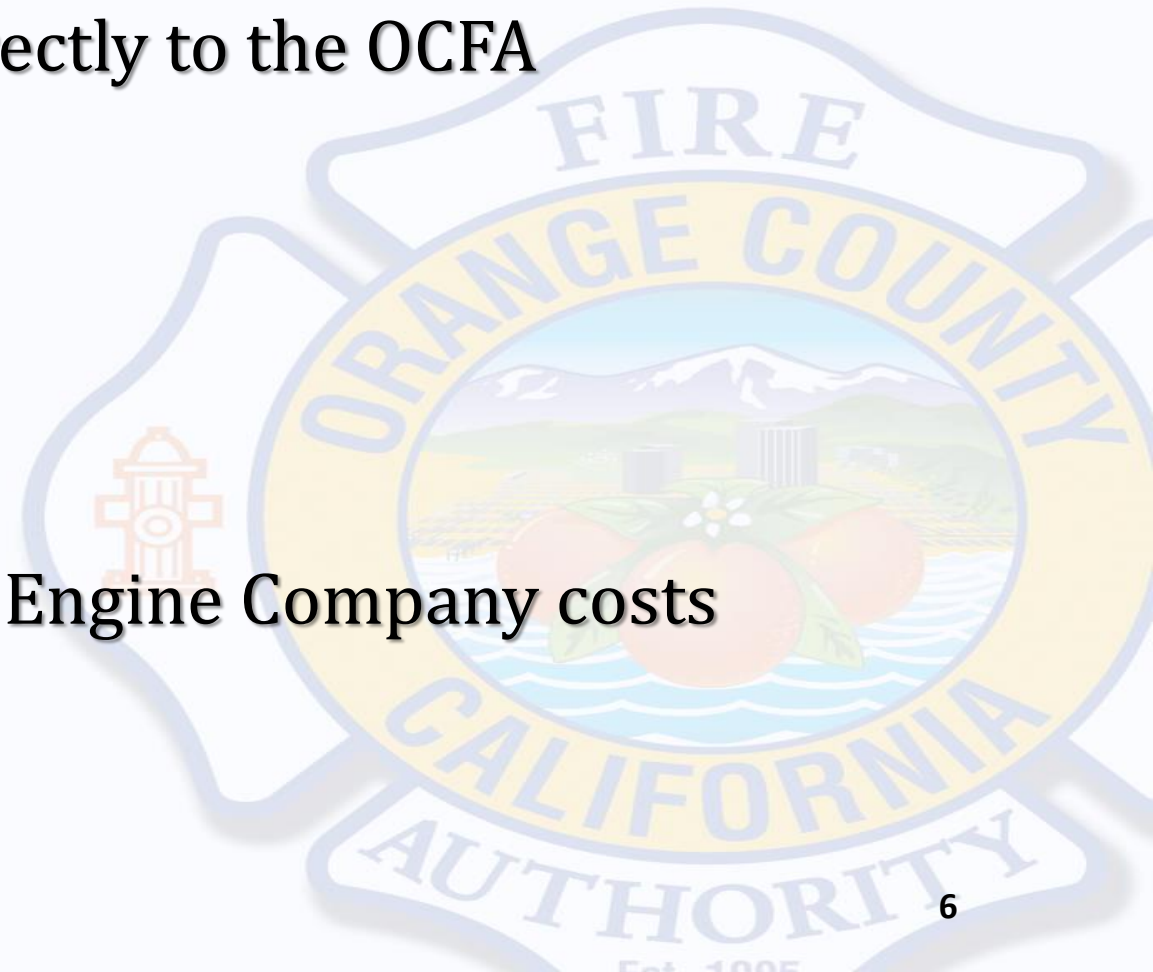 ectly to the OCFA
FIRE
ORANGE COUNTY
Engine Company costs
CALIFORNIA
AUTHORITY
6